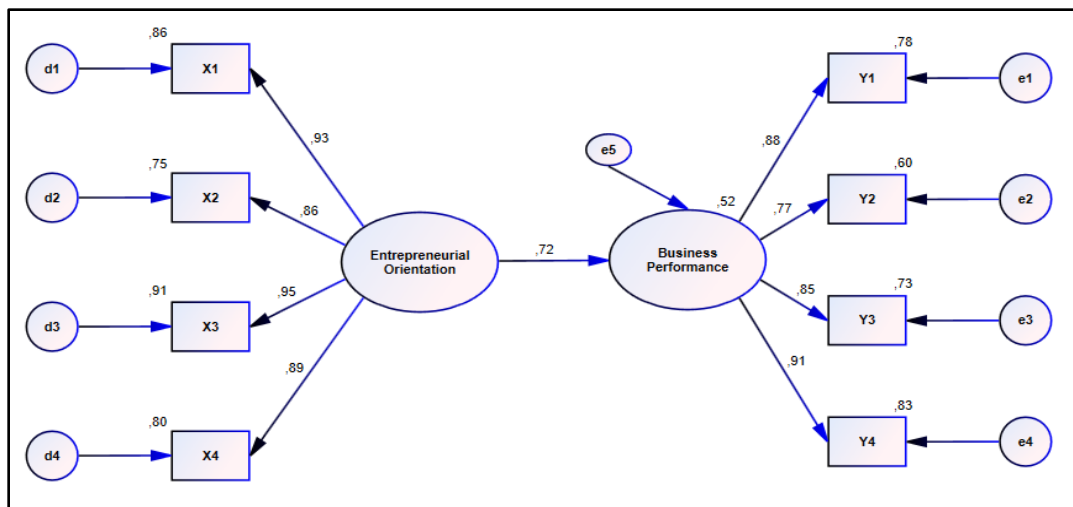 ,86
d1
X1
,78
Y1
e1
,93
,88
e5
,75
d2
X2
,86
,60
,77
Y2
e2
,52
Entrepreneurial
Orientation
,72
Business
Performance
,91
d3
X3
,95
,85
,73
Y3
e3
,89
,91
,80
d4
X4
,83
Y4
e4